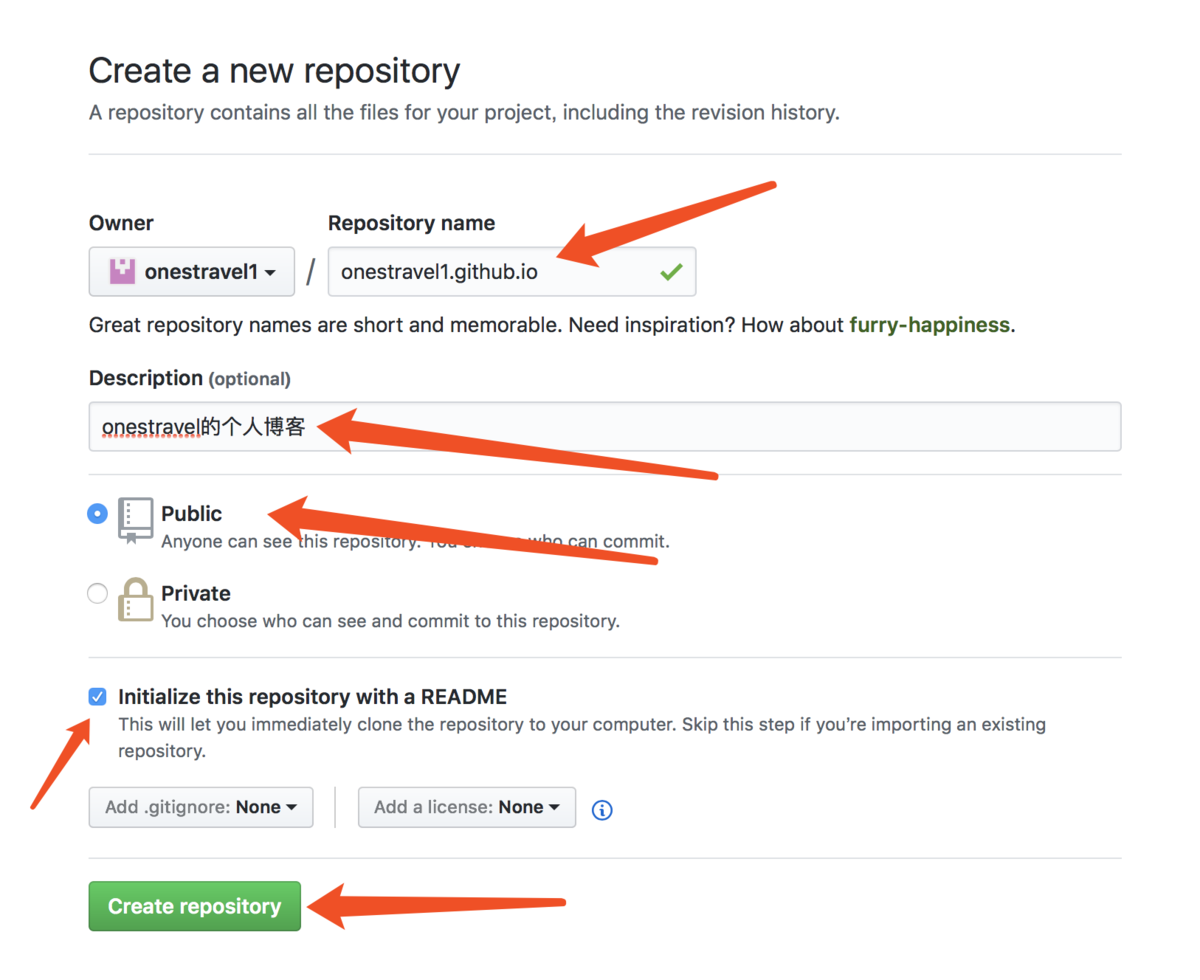 Create a new repository
A repository contains all the files for your project, including the revision history.
Owner
Repository name
onestravel1
/
onestravel1.github.io
Great repository names are short and memorable. Need inspiration? How about furry-happiness.
Description (optional)
onestravel的个人博客
Public
Anyone can see this repository. You who can commit.
Private
You choose who can see and commit to this repository.
Initialize this repository with a README
This will let you immediately clone the repository to your computer. Skip this step if you’re importing an existing
repository.
Add .gitignore: None
Add a license: None
Create repository